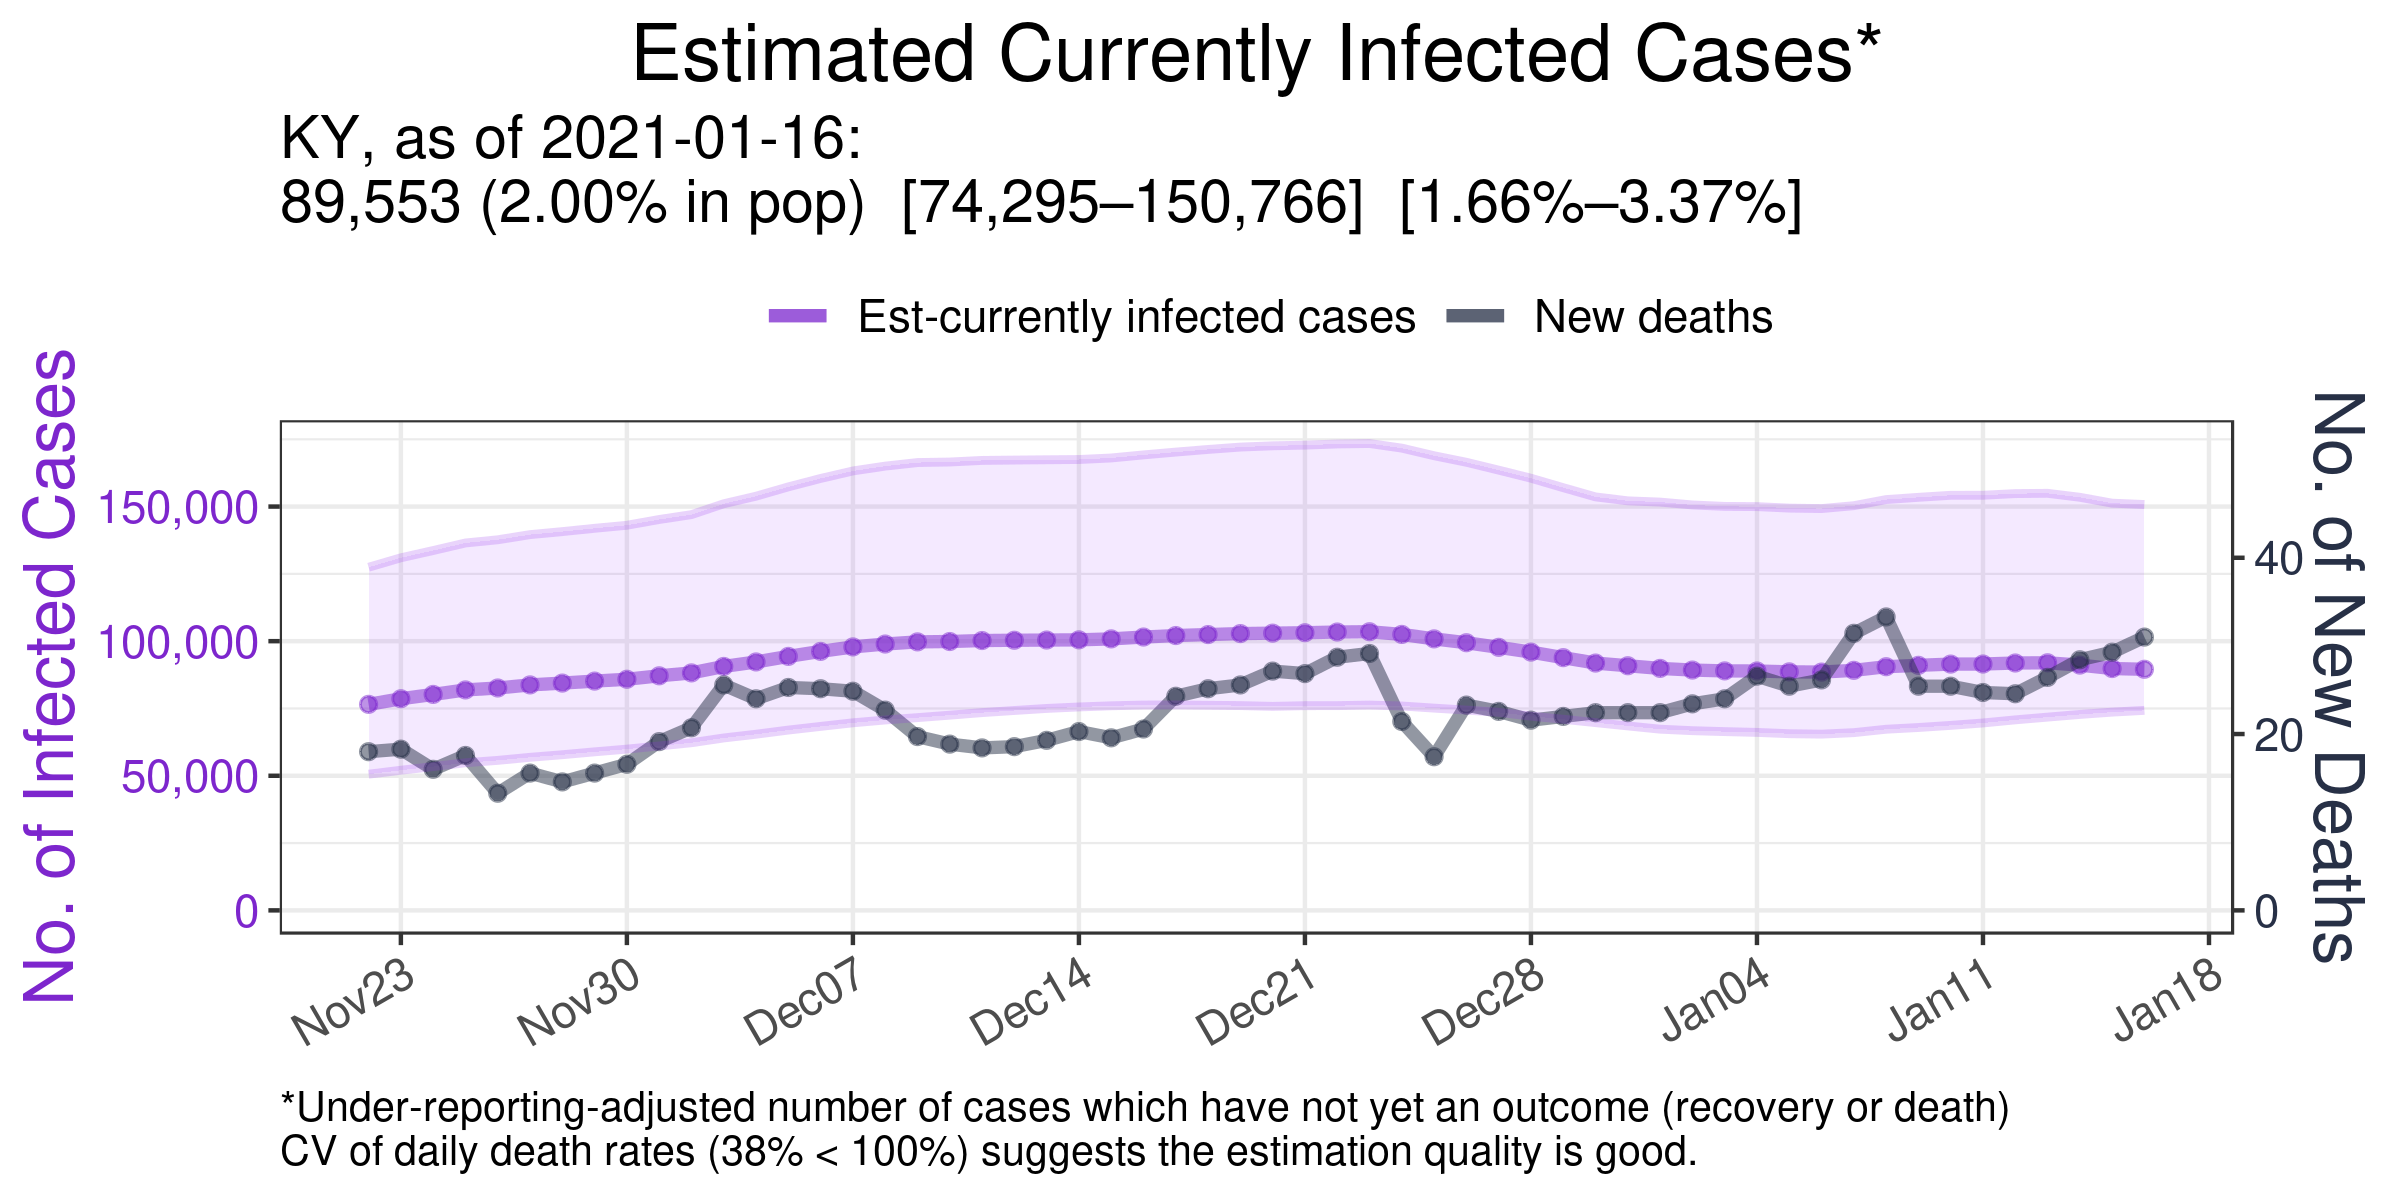 Estimated Currently Infected Cases*
KY, as of 2021-01-16:
89,553 (2.00% in pop)  [74,295–150,766]  [1.66%–3.37%]
Est-currently infected cases
New deaths
No. of Infected Cases
150,000
100,000
50,000
0
40
20
0
No. of New Deaths
Nov23
Nov30
Dec07
Dec14
Dec21
Dec28
Jan04
Jan11
Jan18
*Under-reporting-adjusted number of cases which have not yet an outcome (recovery or death)
CV of daily death rates (38% < 100%) suggests the estimation quality is good.